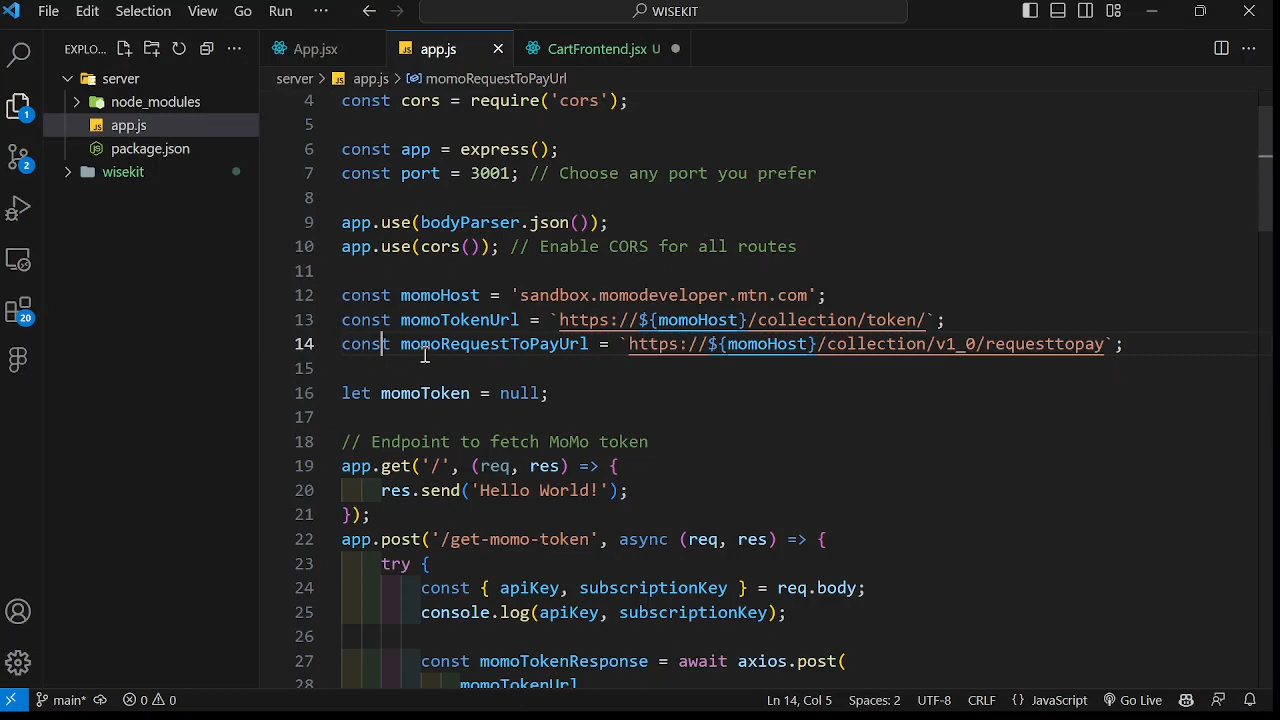 File Edit Selection View Go Run ··· WISEKIT
EXPLO... App.jsx app.js CartFrontend.jsx U
server
node_modules
app.js
package.json
wisekit
server > app.js > momoRequestToPayUrl
4 const cors = require('cors');
5
6 const app = express();
7 const port = 3001; // Choose any port you prefer
8
9 app.use(bodyParser.json());
10 app.use(cors()); // Enable CORS for all routes
11
12 const momoHost = 'sandbox.momodeveloper.mtn.com';
13 const momoTokenUrl = `https://${momoHost}/collection/token/`;
14 const momoRequestToPayUrl = `https://${momoHost}/collection/v1_0/requesttopay`;
15
16 let momoToken = null;
17
18 // Endpoint to fetch MoMo token
19 app.get('/', (req, res) => {
20 res.send('Hello World!');
21 });
22 app.post('/get-momo-token', async (req, res) => {
23 try {
24 const { apiKey, subscriptionKey } = req.body;
25 console.log(apiKey, subscriptionKey);
26
27 const momoTokenResponse = await axios.post(
28 momoTokenUrl
1
2
20
main* 0 0 Ln 14, Col 5 Spaces: 2 UTF-8 CRLF {} JavaScript Go Live